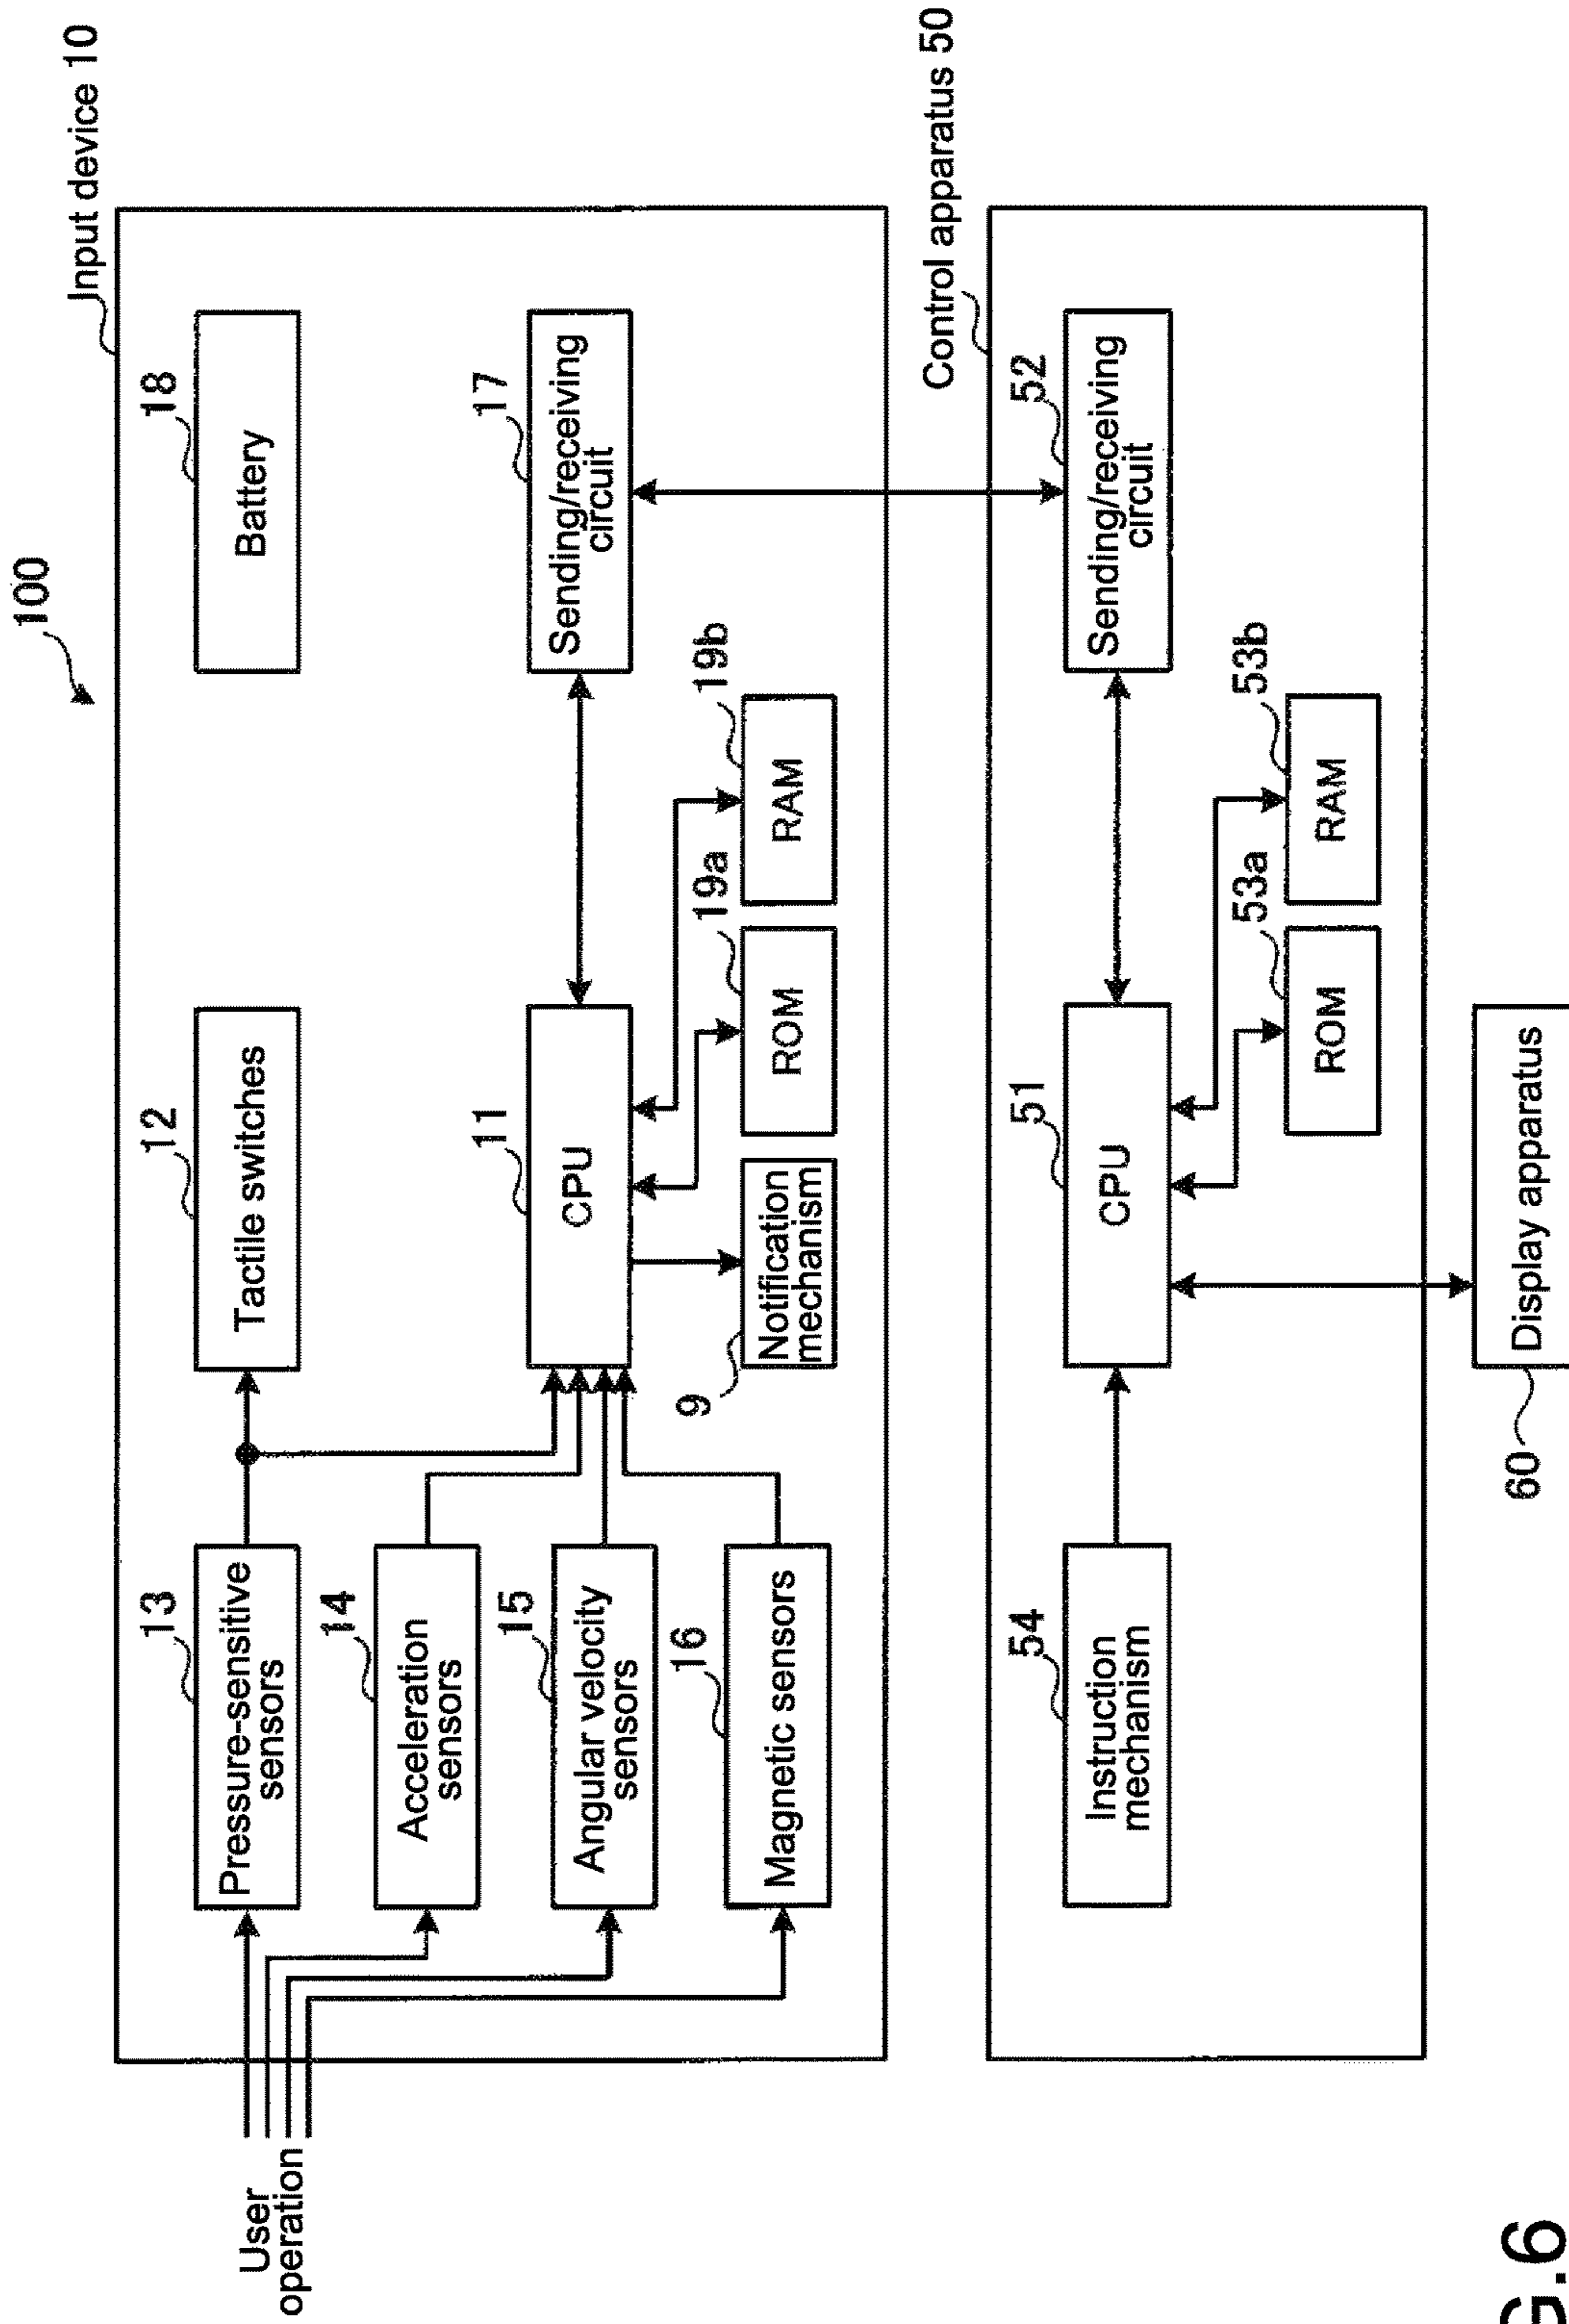 100
Input device 10
User
operation
13
Pressure-sensitive
sensors
12
Tactile switches
18
Battery
14
Acceleration
sensors
15
Angular velocity
sensors
11
CPU
17
Sending/receiving
circuit
16
Magnetic sensors
9
Notification
mechanism
19a
ROM
19b
RAM
Control apparatus 50
54
Instruction
mechanism
51
CPU
52
Sending/receiving
circuit
53a
ROM
53b
RAM
60
Display apparatus
G.6